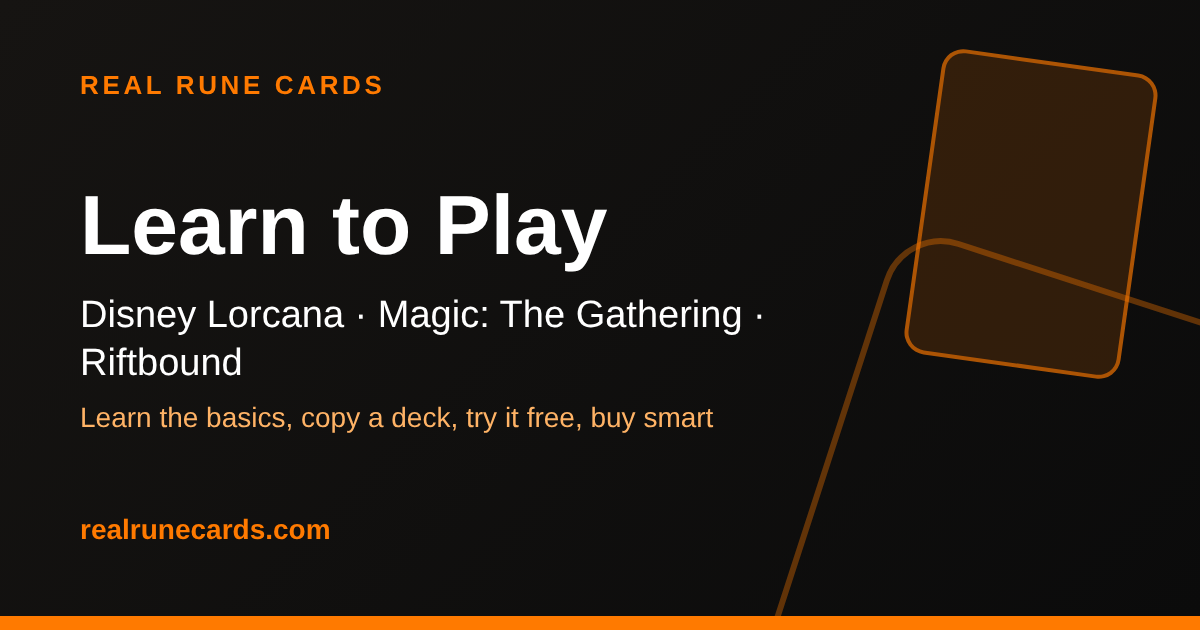 REAL RUNE CARDS
Learn to Play
Disney Lorcana · Magic: The Gathering ·
Riftbound
Learn the basics, copy a deck, try it free, buy smart
realrunecards.com